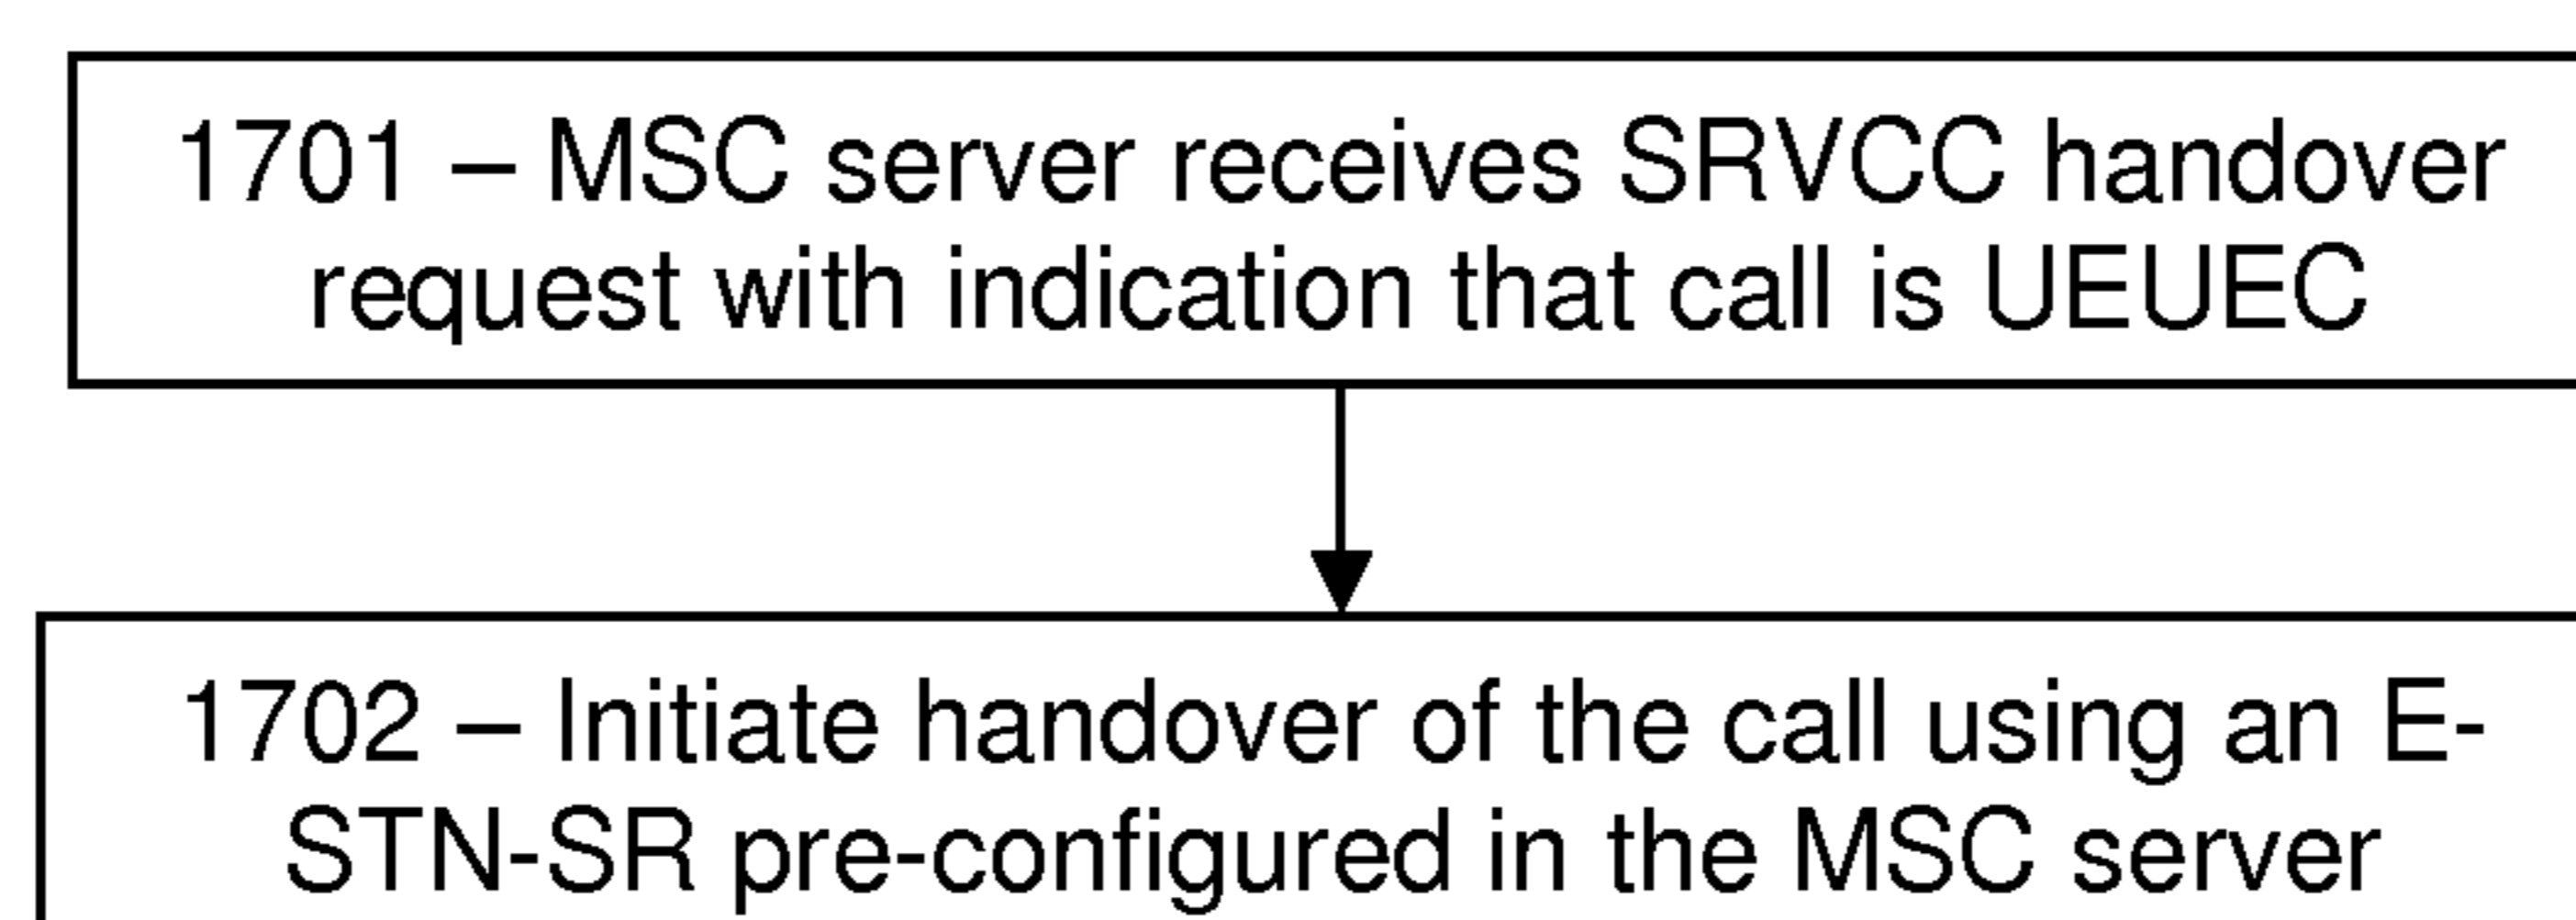 1701 – MSC server receives SRVCC handover
request with indication that call is UEUEC
1702 – Initiate handover of the call using an E-
STN-SR pre-configured in the MSC server